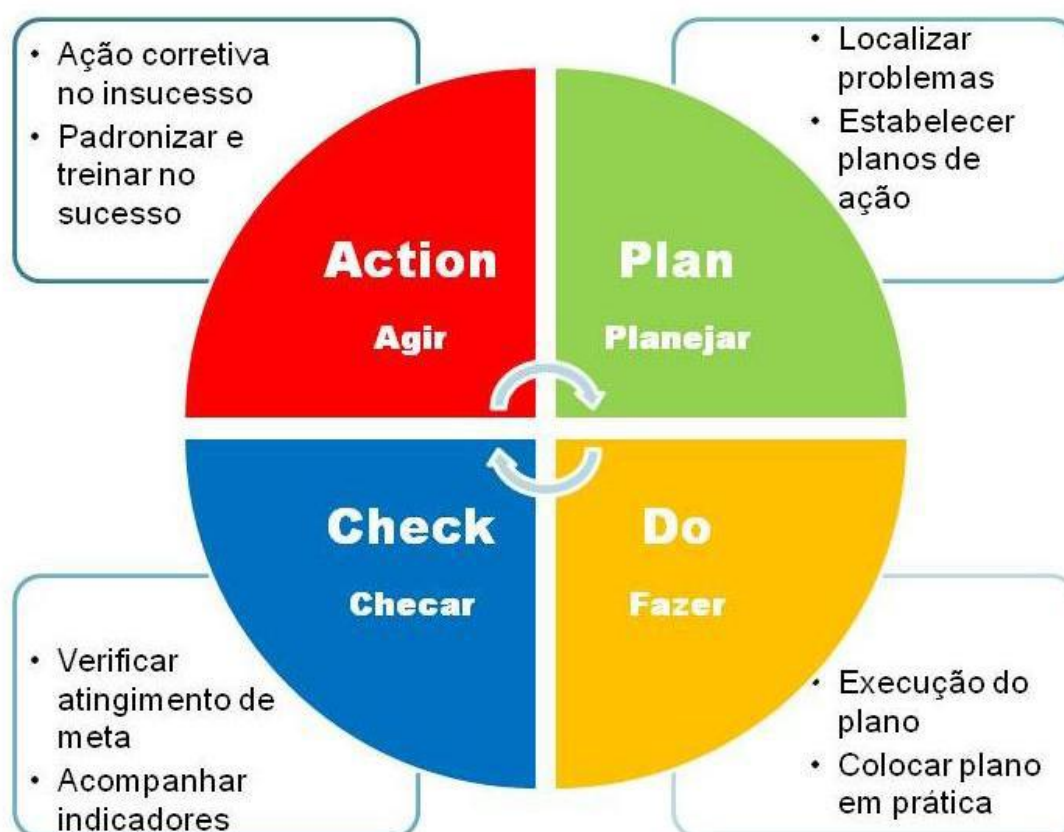 • Ação corretiva
no insucesso
• Padronizar e
treinar no
sucesso
• Localizar
problemas
• Estabelecer
planos de
ação
Action
Agir
Plan
Planejar
Check
Checar
Do
Fazer
• Verificar
atingimento de
meta
• Acompanhar
indicadores
• Execução do
plano
• Colocar plano
em prática